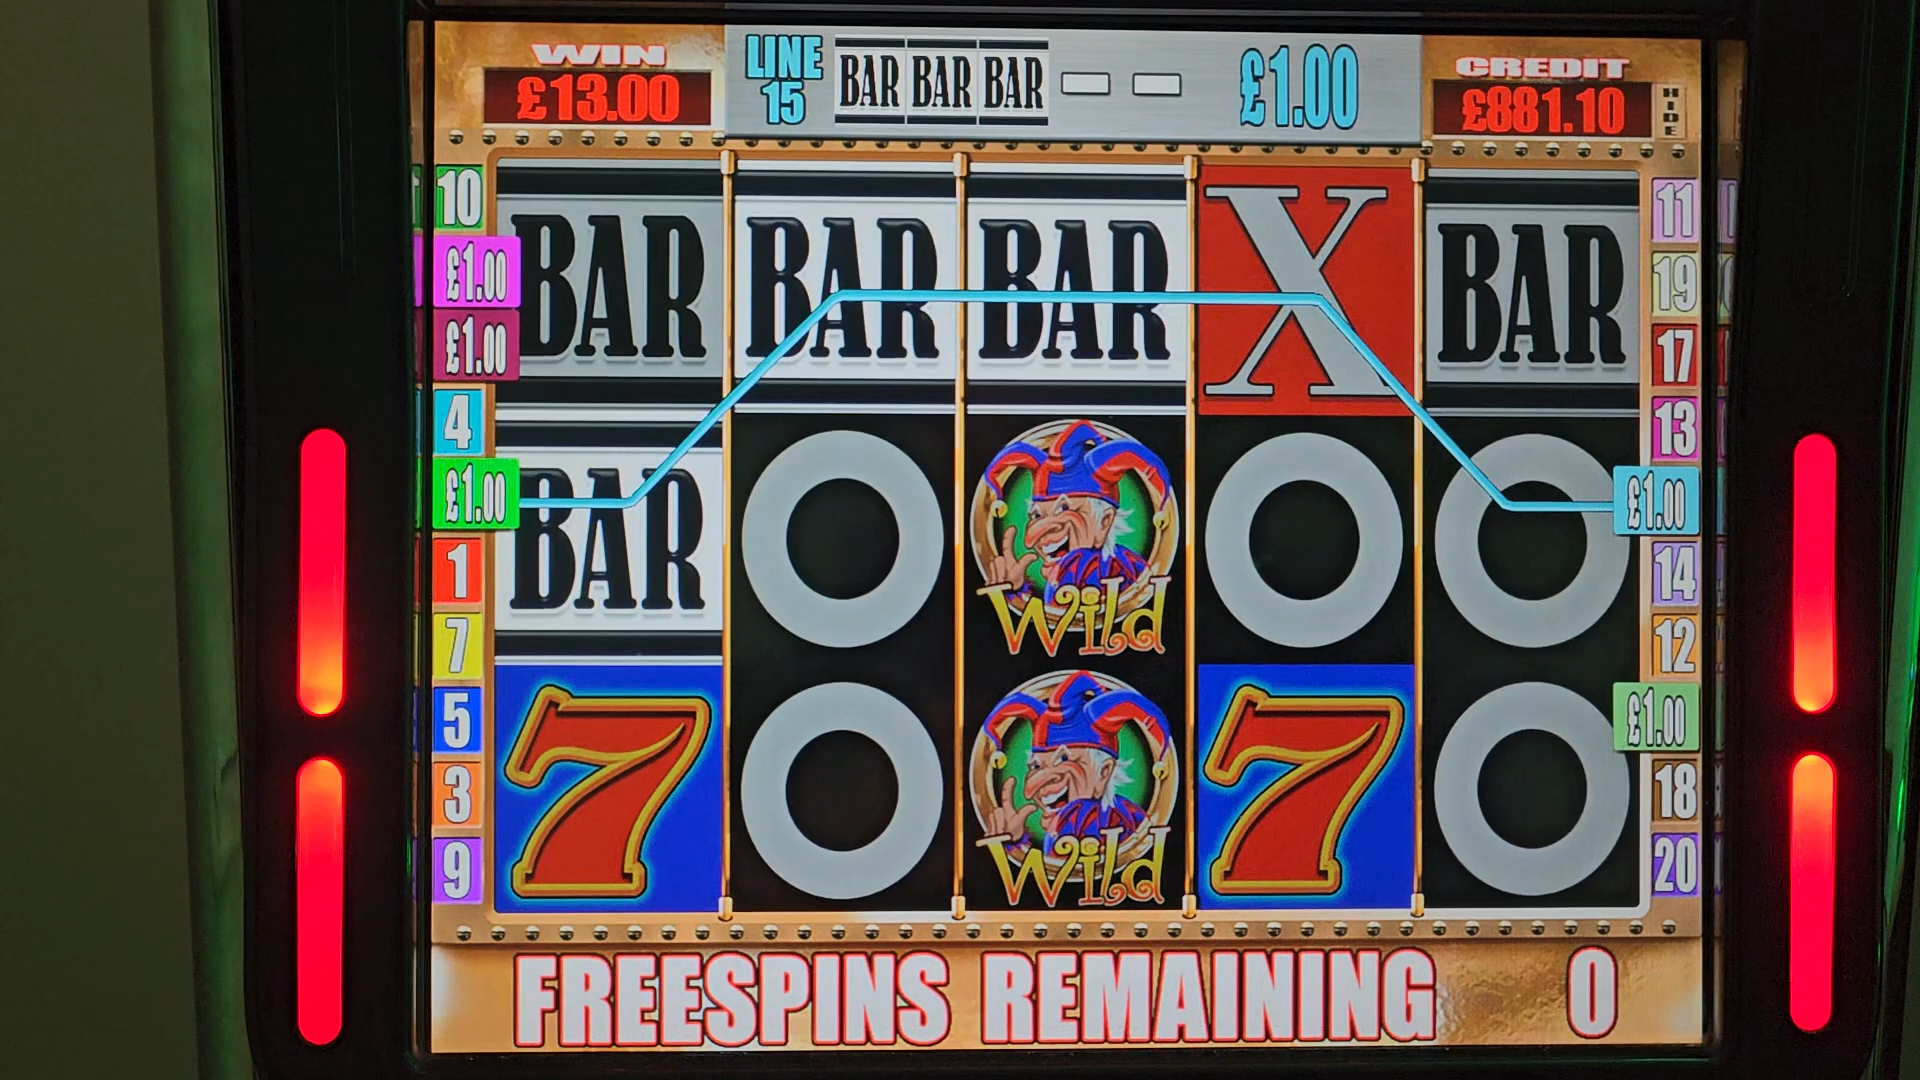 WIN
£13.00
LINE
15
BAR BAR BAR
£1.00
CREDIT
£881.10
HIDE
10
£1.00
£1.00
4
£1.00
1
7
5
3
9
BAR BAR BAR X BAR
BAR O Wild O O
7 O Wild 7 O
11
19
17
13
£1.00
14
12
£1.00
18
20
FREESPINS REMAINING 0